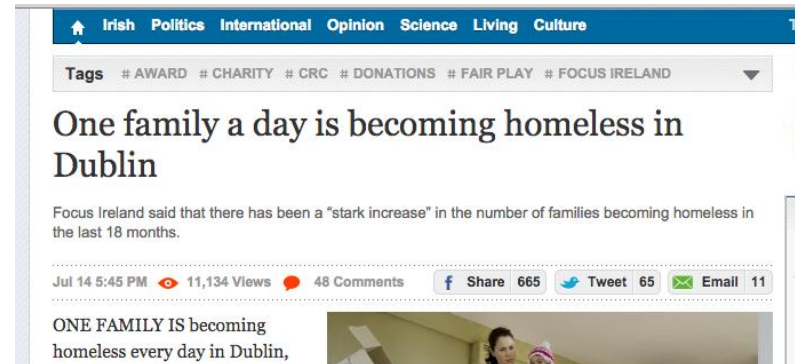 Irish Politics International Opinion Science Living Culture
Tags # AWARD # CHARITY # CRC # DONATIONS # FAIR PLAY # FOCUS IRELAND
One family a day is becoming homeless in
Dublin
Focus Ireland said that there has been a “stark increase” in the number of families becoming homeless in
the last 18 months.
Jul 14 5:45 PM 11,134 Views 48 Comments f Share 665 Tweet 65 Email 11
ONE FAMILY IS becoming
homeless every day in Dublin,